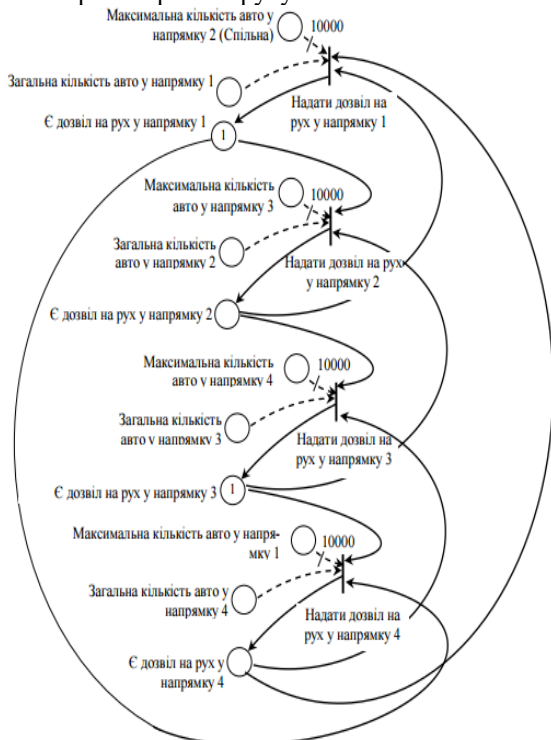 Максимальна кількість авто у
напрямку 2 (Спільна)
10000
Загальна кількість авто у напрямку 1
Надати дозвіл на
рух у напрямку 1
Є дозвіл на рух у напрямку 1
1
Максимальна кількість
авто у напрямку 3
10000
Загальна кількість
авто у напрямку 2
Надати дозвіл на рух
у напрямку 2
Є дозвіл на рух у напрямку 2
Максимальна кількість
авто у напрямку 4
10000
Загальна кількість
авто у напрямку 3
Надати дозвіл на
рух у напрямку 3
Є дозвіл на рух у напрямку 3
1
Максимальна кількість авто у напря-
мку 1
10000
Загальна кількість авто у
напрямку 4
Надати дозвіл на
рух у напрямку 4
Є дозвіл на рух у
напрямку 4